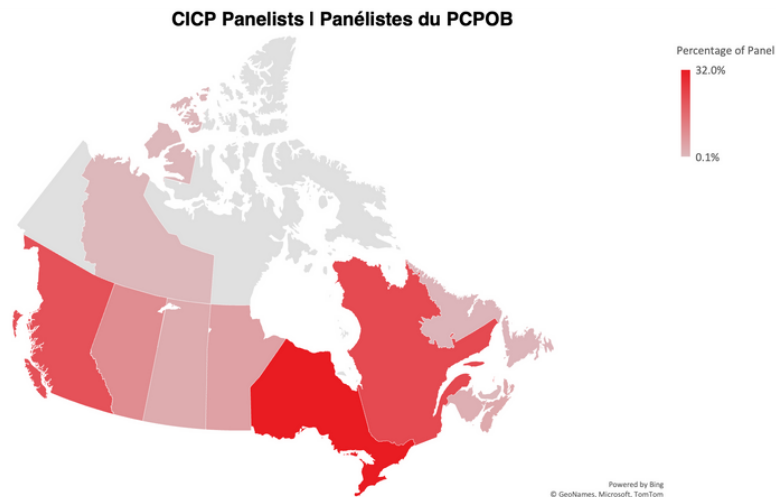 CICP Panelists | Panélistes du PCPOB
Percentage of Panel
32.0%
0.1%
Powered by Bing
© GeoNames, Microsoft, TomTom